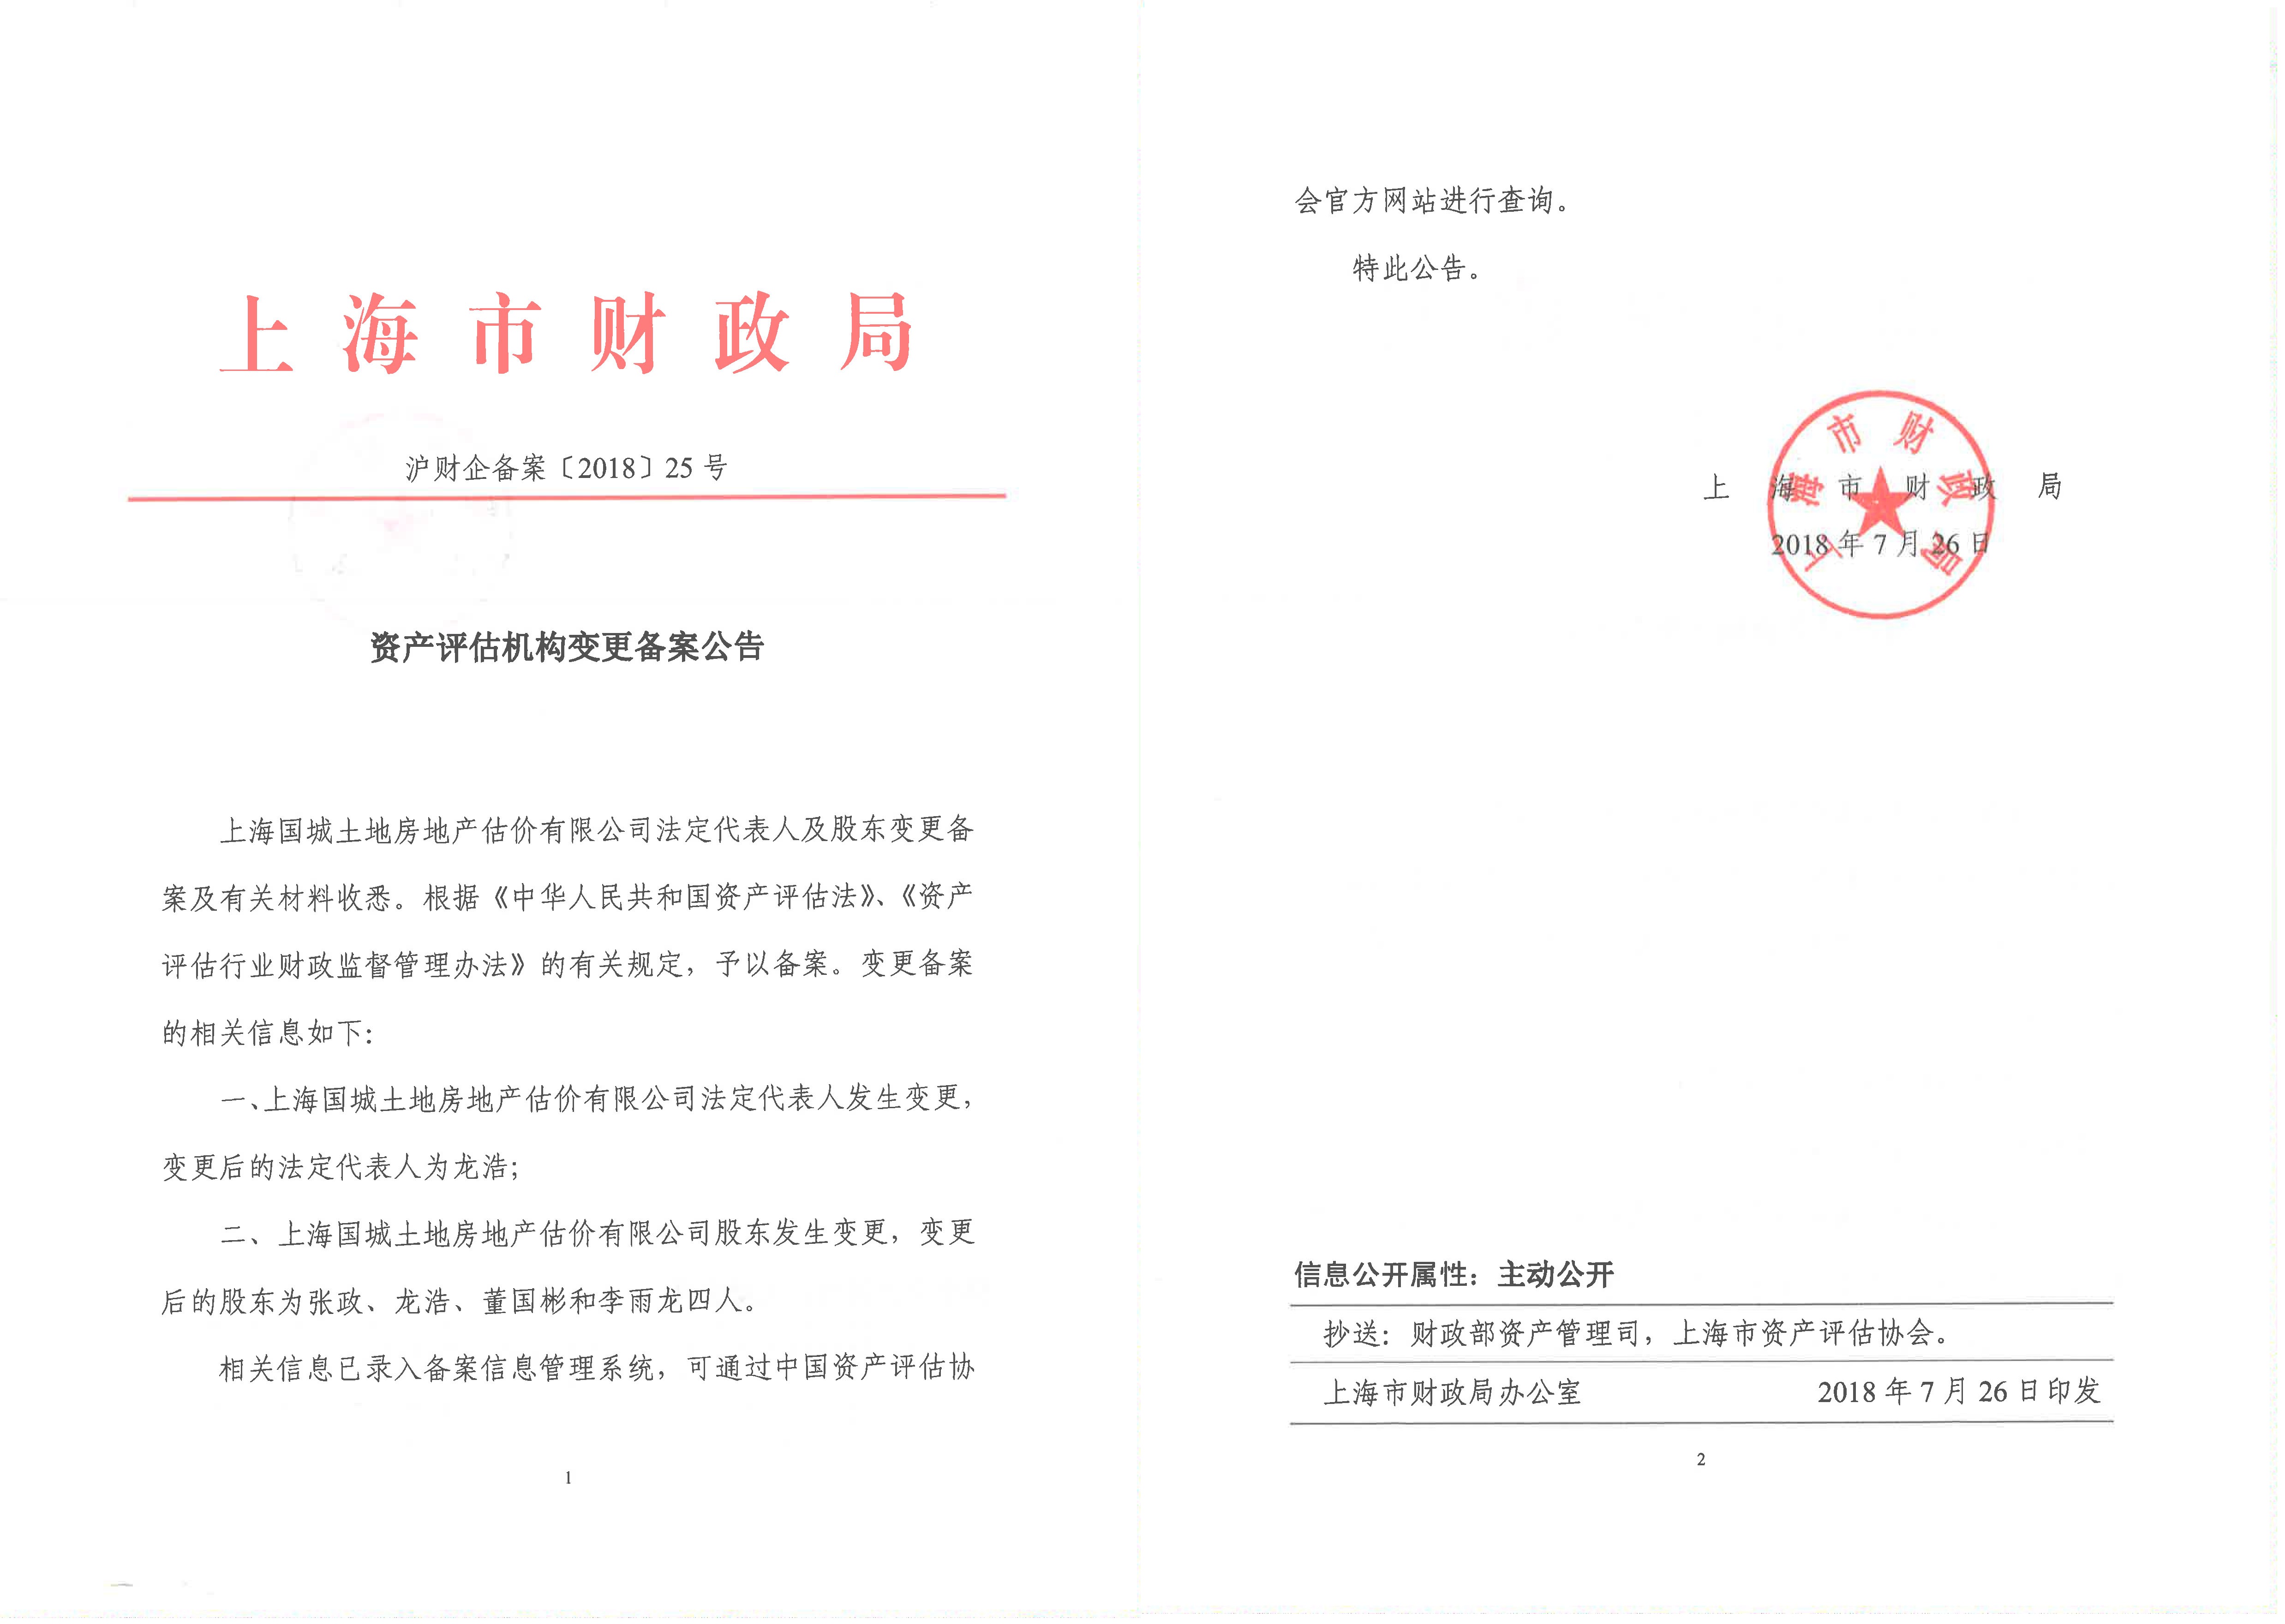 上海市财政局
沪财企备案〔2018〕25 号
资产评估机构变更备案公告
上海国城土地房地产估价有限公司法定代表人及股东变更备
案及有关材料收悉。根据《中华人民共和国资产评估法》、《资产
评估行业财政监督管理办法》的有关规定，予以备案。变更备案
的相关信息如下：
一、上海国城土地房地产估价有限公司法定代表人发生变更，
变更后的法定代表人为龙浩；
二、上海国城土地房地产估价有限公司股东发生变更，变更
后的股东为张政、龙浩、董国彬和李雨龙四人。
相关信息已录入备案信息管理系统，可通过中国资产评估协
1
会官方网站进行查询。
特此公告。
上海市财政局
上海市财政局
2018 年 7 月 26 日
信息公开属性：主动公开
抄送：财政部资产管理司，上海市资产评估协会。
上海市财政局办公室 2018 年 7 月 26 日印发
2